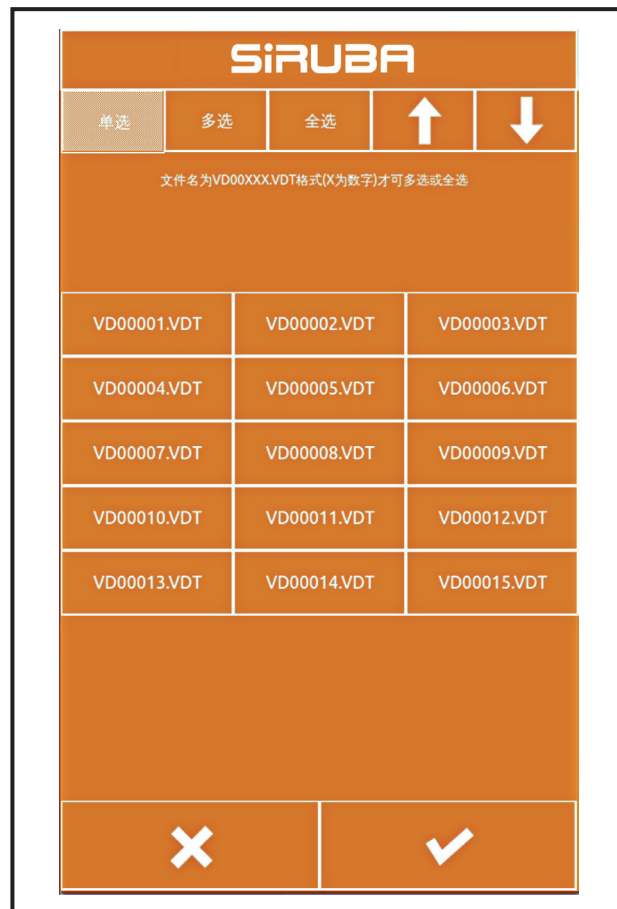 SiRUBA
单选 多选 全选
文件名为VD00XXX.VDT格式(X为数字)才可多选或全选
VD00001.VDT VD00002.VDT VD00003.VDT
VD00004.VDT VD00005.VDT VD00006.VDT
VD00007.VDT VD00008.VDT VD00009.VDT
VD00010.VDT VD00011.VDT VD00012.VDT
VD00013.VDT VD00014.VDT VD00015.VDT